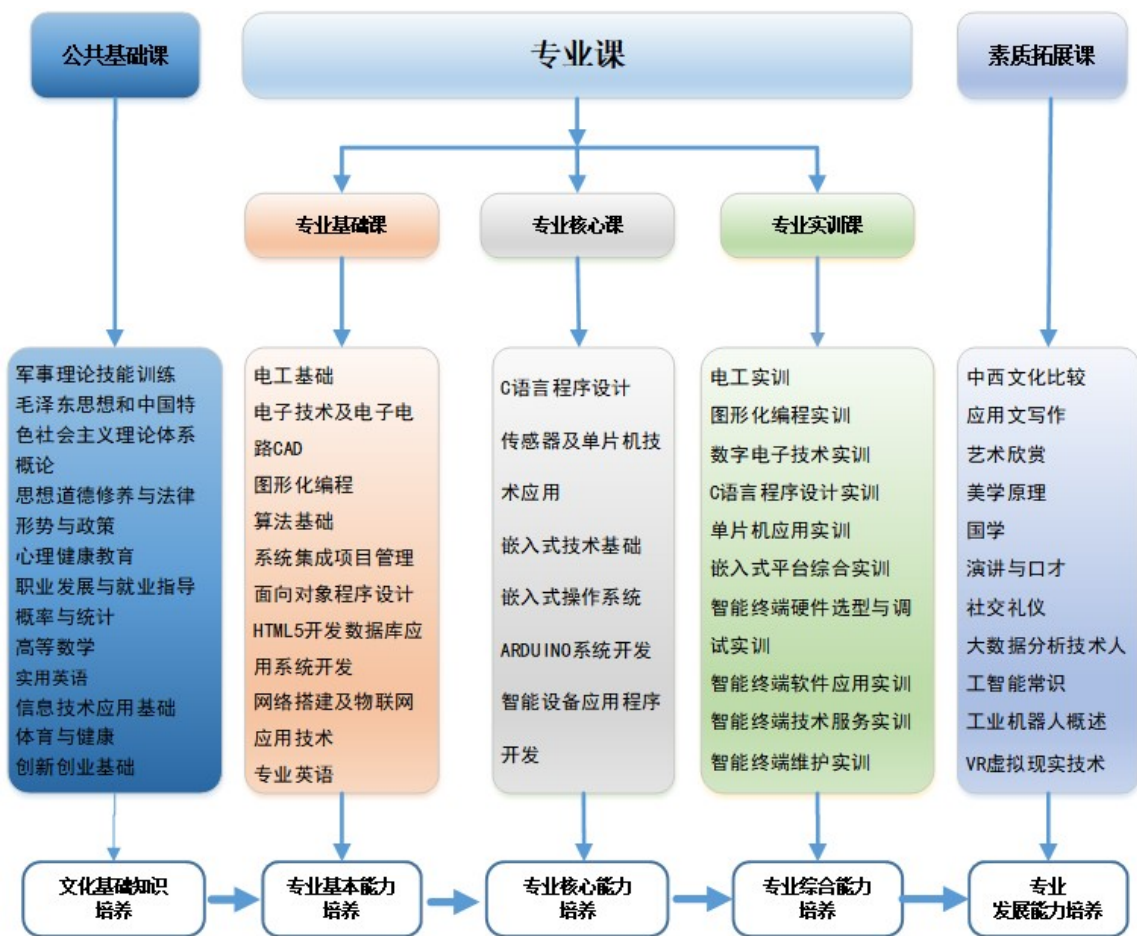 公共基础课
专业课
素质拓展课
专业基础课
专业核心课
专业实训课
军事理论技能训练
毛泽东思想和中国特
色社会主义理论体系
概论
思想道德修养与法律
形势与政策
心理健康教育
职业发展与就业指导
概率与统计
高等数学
实用英语
信息技术应用基础
体育与健康
创新创业基础
电工基础
电子技术及电子电
路CAD
图形化编程
算法基础
系统集成项目管理
面向对象程序设计
HTML5开发数据库应
用系统开发
网络搭建及物联网
应用技术
专业英语
C语言程序设计
传感器及单片机技
术应用
嵌入式技术基础
嵌入式操作系统
ARDUINO系统开发
智能设备应用程序
开发
电工实训
图形化编程实训
数字电子技术实训
C语言程序设计实训
单片机应用实训
嵌入式平台综合实训
智能终端硬件选型与调
试实训
智能终端软件应用实训
智能终端技术服务实训
智能终端维护实训
中西文化比较
应用文写作
艺术欣赏
美学原理
国学
演讲与口才
社交礼仪
大数据分析技术人
工智能常识
工业机器人概述
VR虚拟现实技术
文化基础知识
培养
专业基本能力
培养
专业核心能力
培养
专业综合能力
培养
专业
发展能力培养